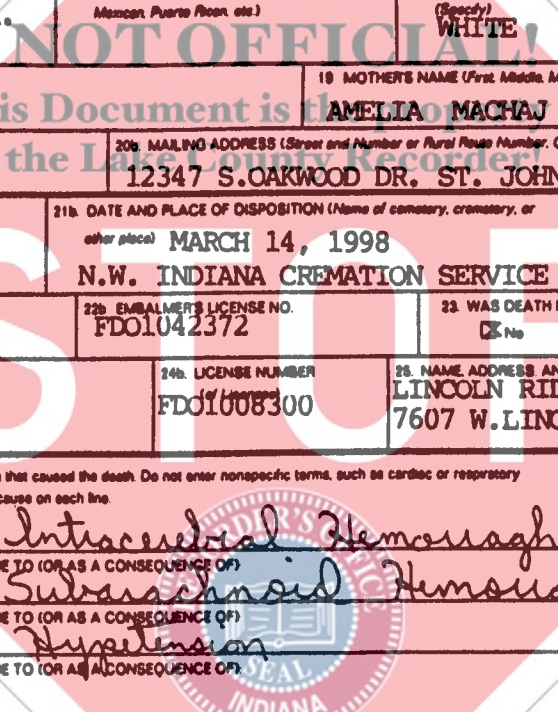 Mexican, Puerto Rican, etc.)
(Specify)
WHITE
NOT OFFICIAL!
19 MOTHER'S NAME (First, Middle, M
is Document is the property
AMELIA MACHAJ
20b. MAILING ADDRESS (Street and Number or Rural Route Number, C
the Lake County Recorder!
12347 S.OAKWOOD DR. ST. JOHN
21b. DATE AND PLACE OF DISPOSITION (Name of cemetery, crematory, or
other place) MARCH 14, 1998
N.W. INDIANA CREMATION SERVICE
22b EMBALMER'S LICENSE NO.
FDO1042372
23. WAS DEATH
No
STOP
24b. LICENSE NUMBER
(of Licensee)
FDO1008300
25. NAME, ADDRESS, AN
LINCOLN RID
7607 W.LINC
that caused the death. Do not enter nonspecific terms, such as cardiac or respiratory
cause on each line.
Intracerebral Hemorragh
E TO (OR AS A CONSEQUENCE OF)
Subarachnoid Hemorra
E TO (OR AS A CONSEQUENCE OF)
Hypetension
E TO (OR AS A CONSEQUENCE OF)
RECORDER'S OFFICE
SEAL
INDIANA